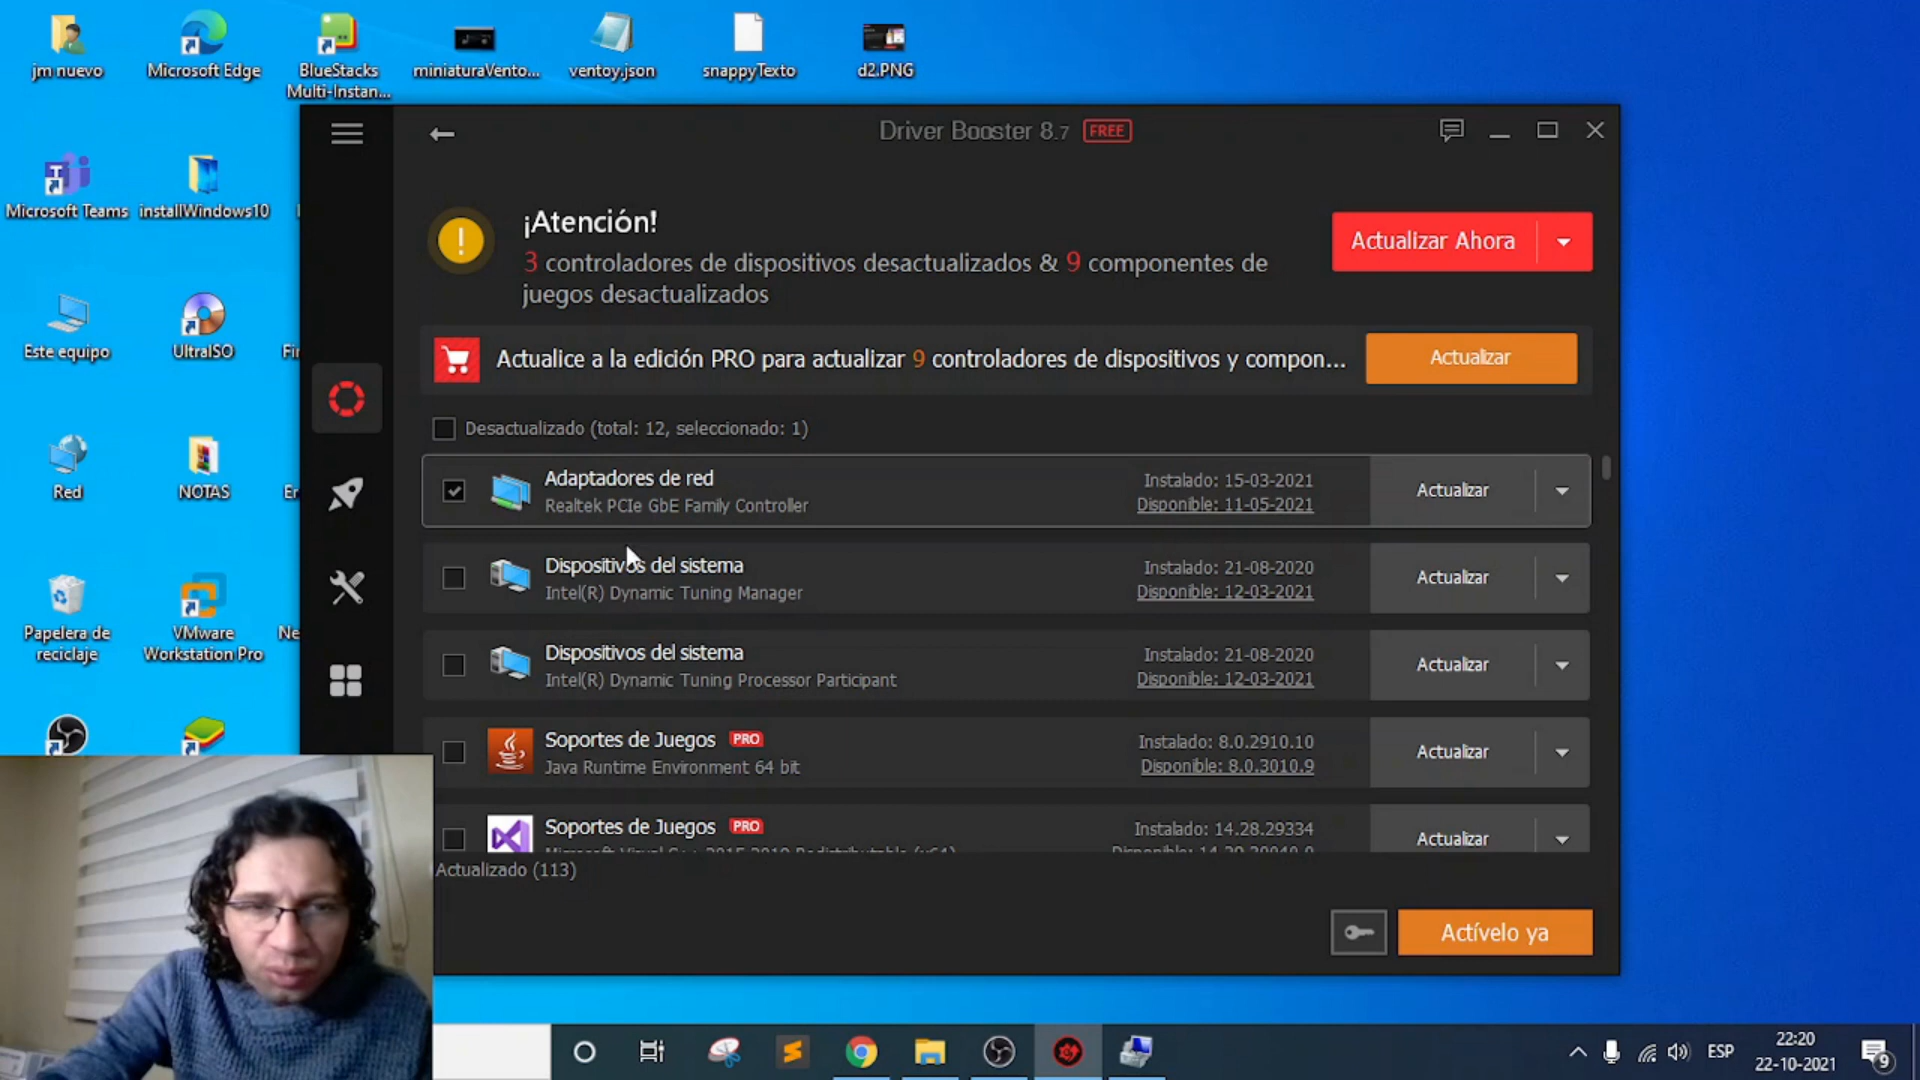 jm nuevo
Microsoft Edge
BlueStacks
Multi-Instan...
miniaturaVento...
ventoy.json
snappyTexto
d2.PNG
Microsoft Teams
installWindows10
Este equipo
UltraISO
Red
NOTAS
Papelera de
reciclaje
VMware
Workstation Pro
Driver Booster 8.7 FREE
¡Atención!
3 controladores de dispositivos desactualizados & 9 componentes de
juegos desactualizados
Actualizar Ahora
Actualice a la edición PRO para actualizar 9 controladores de dispositivos y compon...
Actualizar
Desactualizado (total: 12, seleccionado: 1)
Adaptadores de red
Realtek PCIe GbE Family Controller
Instalado: 15-03-2021
Disponible: 11-05-2021
Actualizar
Dispositivos del sistema
Intel(R) Dynamic Tuning Manager
Instalado: 21-08-2020
Disponible: 12-03-2021
Actualizar
Dispositivos del sistema
Intel(R) Dynamic Tuning Processor Participant
Instalado: 21-08-2020
Disponible: 12-03-2021
Actualizar
Soportes de Juegos PRO
Java Runtime Environment 64 bit
Instalado: 8.0.2910.10
Disponible: 8.0.3010.9
Actualizar
Soportes de Juegos PRO
Instalado: 14.28.29334
Actualizar
Actualizado (113)
Actívelo ya
ESP
22:20
22-10-2021
9